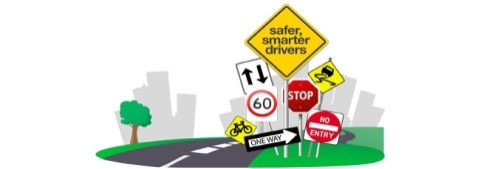 safer,
smarter
drivers
60
STOP
NO
ENTRY
ONE WAY